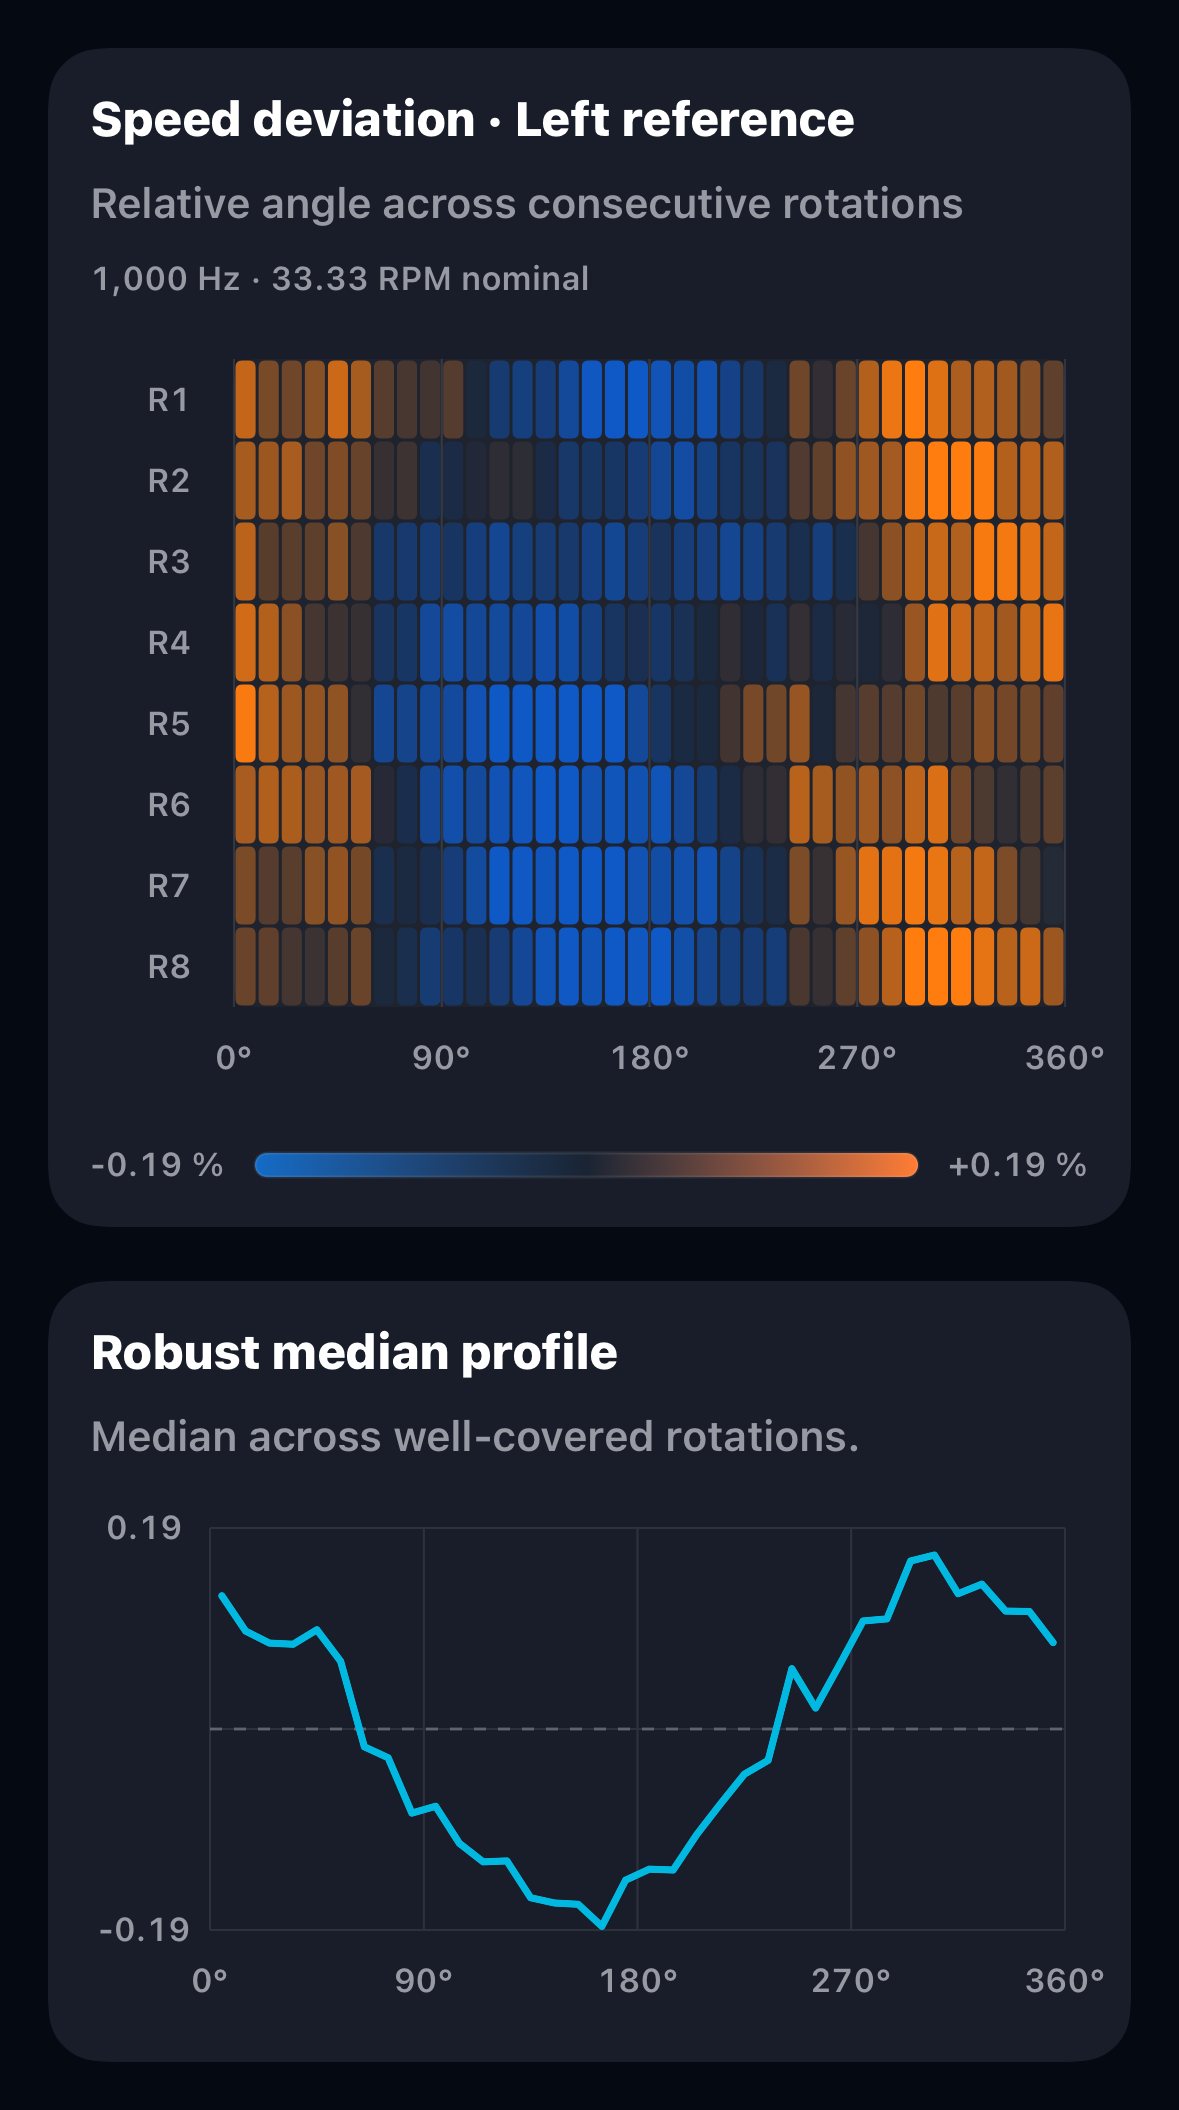 Speed deviation · Left reference
Relative angle across consecutive rotations
1,000 Hz · 33.33 RPM nominal
R1
R2
R3
R4
R5
R6
R7
R8
0° 90° 180° 270° 360°
-0.19 % +0.19 %
Robust median profile
Median across well-covered rotations.
0.19
-0.19
0° 90° 180° 270° 360°